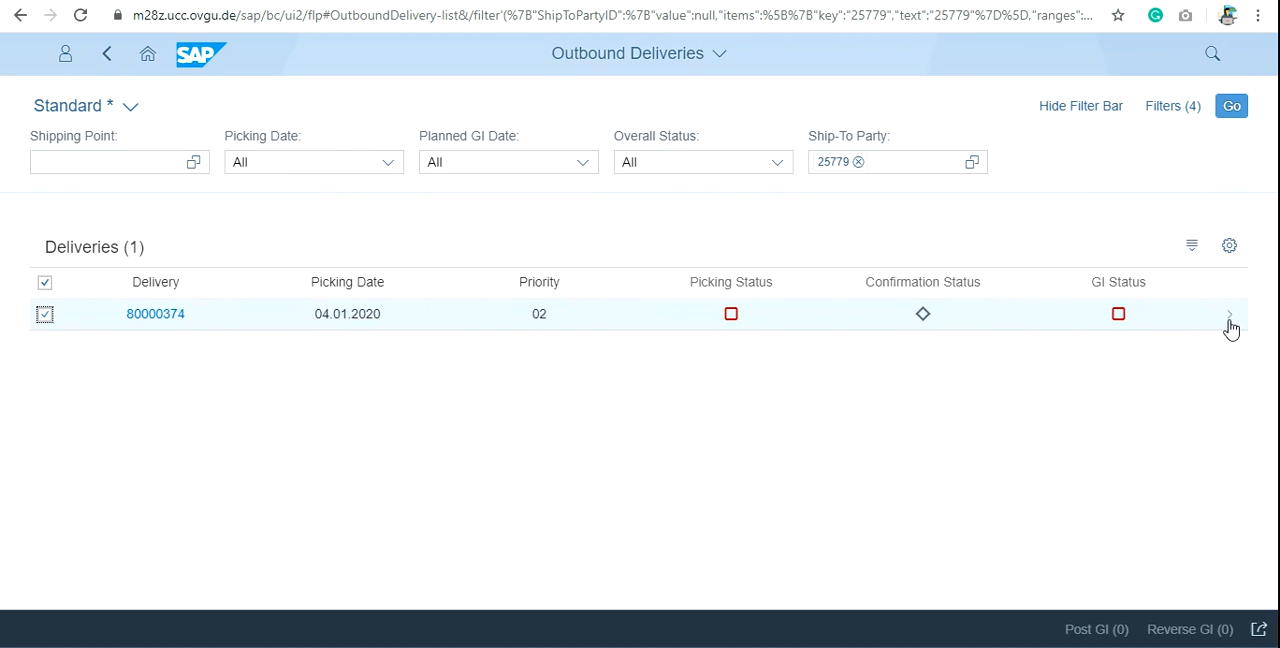 m28z.ucc.ovgu.de/sap/bc/ui2/flp#OutboundDelivery-list&/filter'(%7B"ShipToPartyID":%7B"value":null,"items":%5B%7B"key":"25779","text":"25779"%7D%5D,"ranges":...
SAP
Outbound Deliveries
Standard *
Hide Filter Bar Filters (4) Go
Shipping Point: Picking Date: Planned GI Date: Overall Status: Ship-To Party:
All All All 25779
Deliveries (1)
Delivery Picking Date Priority Picking Status Confirmation Status GI Status
80000374 04.01.2020 02
Post GI (0) Reverse GI (0)